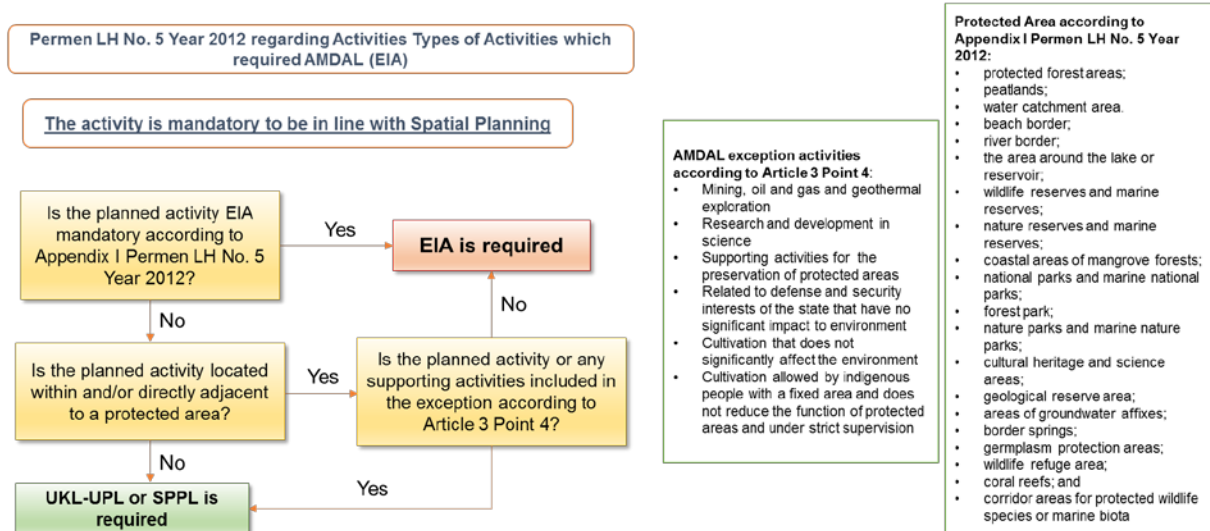 Permen LH No. 5 Year 2012 regarding Activities Types of Activities which
required AMDAL (EIA)
The activity is mandatory to be in line with Spatial Planning
Is the planned activity EIA
mandatory according to
Appendix I Permen LH No. 5
Year 2012?
Yes
EIA is required
No
No
Is the planned activity located
within and/or directly adjacent
to a protected area?
Yes
Is the planned activity or any
supporting activities included in
the exception according to
Article 3 Point 4?
No
Yes
UKL-UPL or SPPL is
required
AMDAL exception activities
according to Article 3 Point 4:
• Mining, oil and gas and geothermal
exploration
• Research and development in
science
• Supporting activities for the
preservation of protected areas
• Related to defense and security
interests of the state that have no
significant impact to environment
• Cultivation that does not
significantly affect the environment
• Cultivation allowed by indigenous
people with a fixed area and does
not reduce the function of protected
areas and under strict supervision
Protected Area according to
Appendix I Permen LH No. 5 Year
2012:
• protected forest areas;
• peatlands;
• water catchment area.
• beach border;
• river border;
• the area around the lake or
reservoir;
• wildlife reserves and marine
reserves;
• nature reserves and marine
reserves;
• coastal areas of mangrove forests;
• national parks and marine national
parks;
• forest park;
• nature parks and marine nature
parks;
• cultural heritage and science
areas;
• geological reserve area;
• areas of groundwater affixes;
• border springs;
• germplasm protection areas;
• wildlife refuge area;
• coral reefs; and
• corridor areas for protected wildlife
species or marine biota